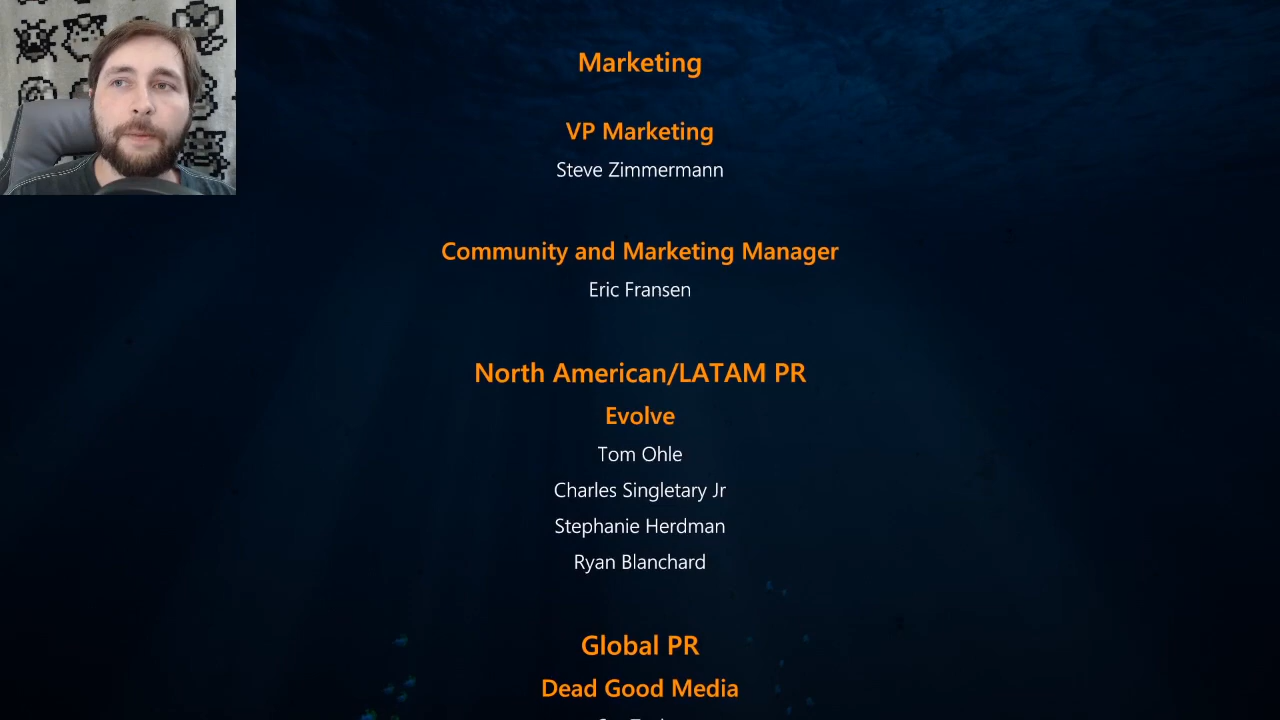 Marketing
VP Marketing
Steve Zimmermann
Community and Marketing Manager
Eric Fransen
North American/LATAM PR
Evolve
Tom Ohle
Charles Singletary Jr
Stephanie Herdman
Ryan Blanchard
Global PR
Dead Good Media